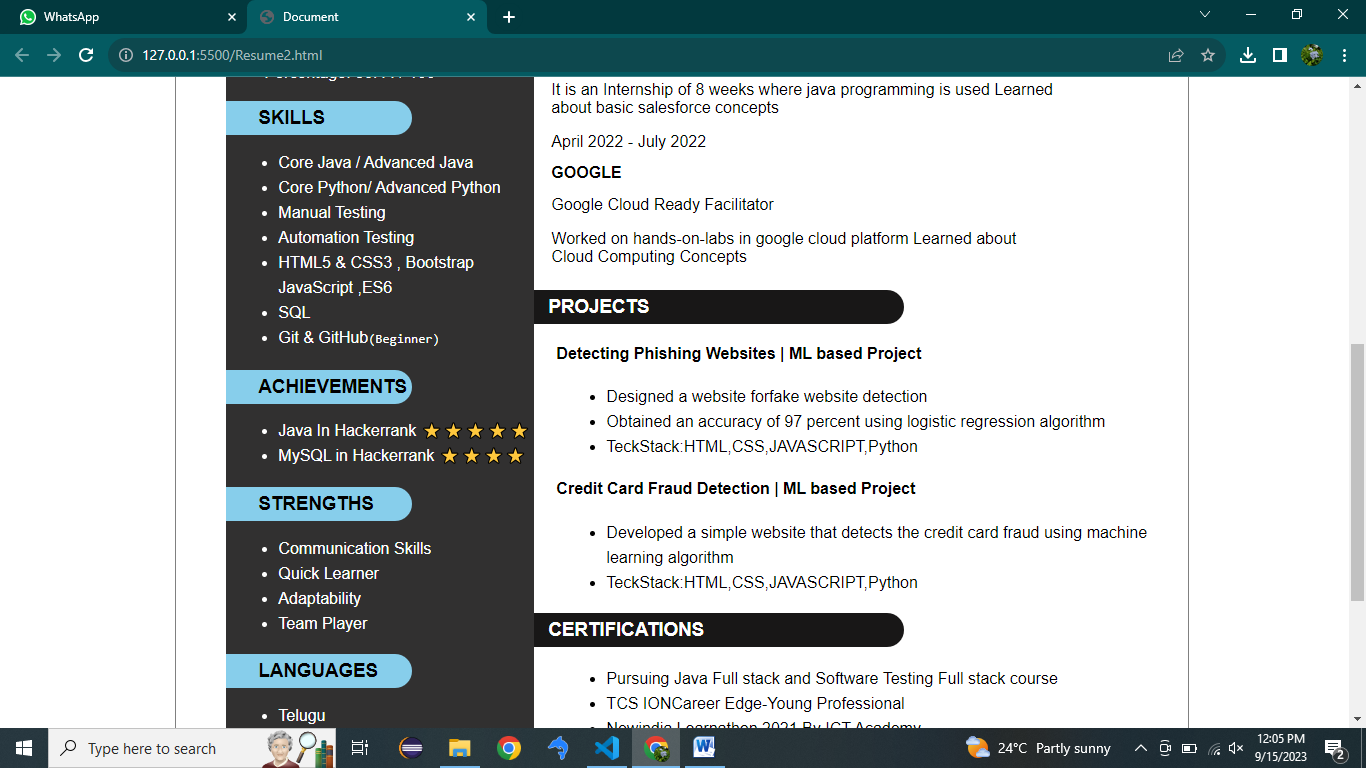 WhatsApp
Document
127.0.0.1:5500/Resume2.html
SKILLS
Core Java / Advanced Java
Core Python/ Advanced Python
Manual Testing
Automation Testing
HTML5 & CSS3 , Bootstrap
JavaScript ,ES6
SQL
Git & GitHub(Beginner)
ACHIEVEMENTS
Java In Hackerrank
MySQL in Hackerrank
STRENGTHS
Communication Skills
Quick Learner
Adaptability
Team Player
LANGUAGES
Telugu
It is an Internship of 8 weeks where java programming is used Learned
about basic salesforce concepts
April 2022 - July 2022
GOOGLE
Google Cloud Ready Facilitator
Worked on hands-on-labs in google cloud platform Learned about
Cloud Computing Concepts
PROJECTS
Detecting Phishing Websites | ML based Project
Designed a website forfake website detection
Obtained an accuracy of 97 percent using logistic regression algorithm
TeckStack:HTML,CSS,JAVASCRIPT,Python
Credit Card Fraud Detection | ML based Project
Developed a simple website that detects the credit card fraud using machine
learning algorithm
TeckStack:HTML,CSS,JAVASCRIPT,Python
CERTIFICATIONS
Pursuing Java Full stack and Software Testing Full stack course
TCS IONCareer Edge-Young Professional
Newindia Learnathon 2021 By ICT Academy
Type here to search
24°C Partly sunny
12:05 PM
9/15/2023
2